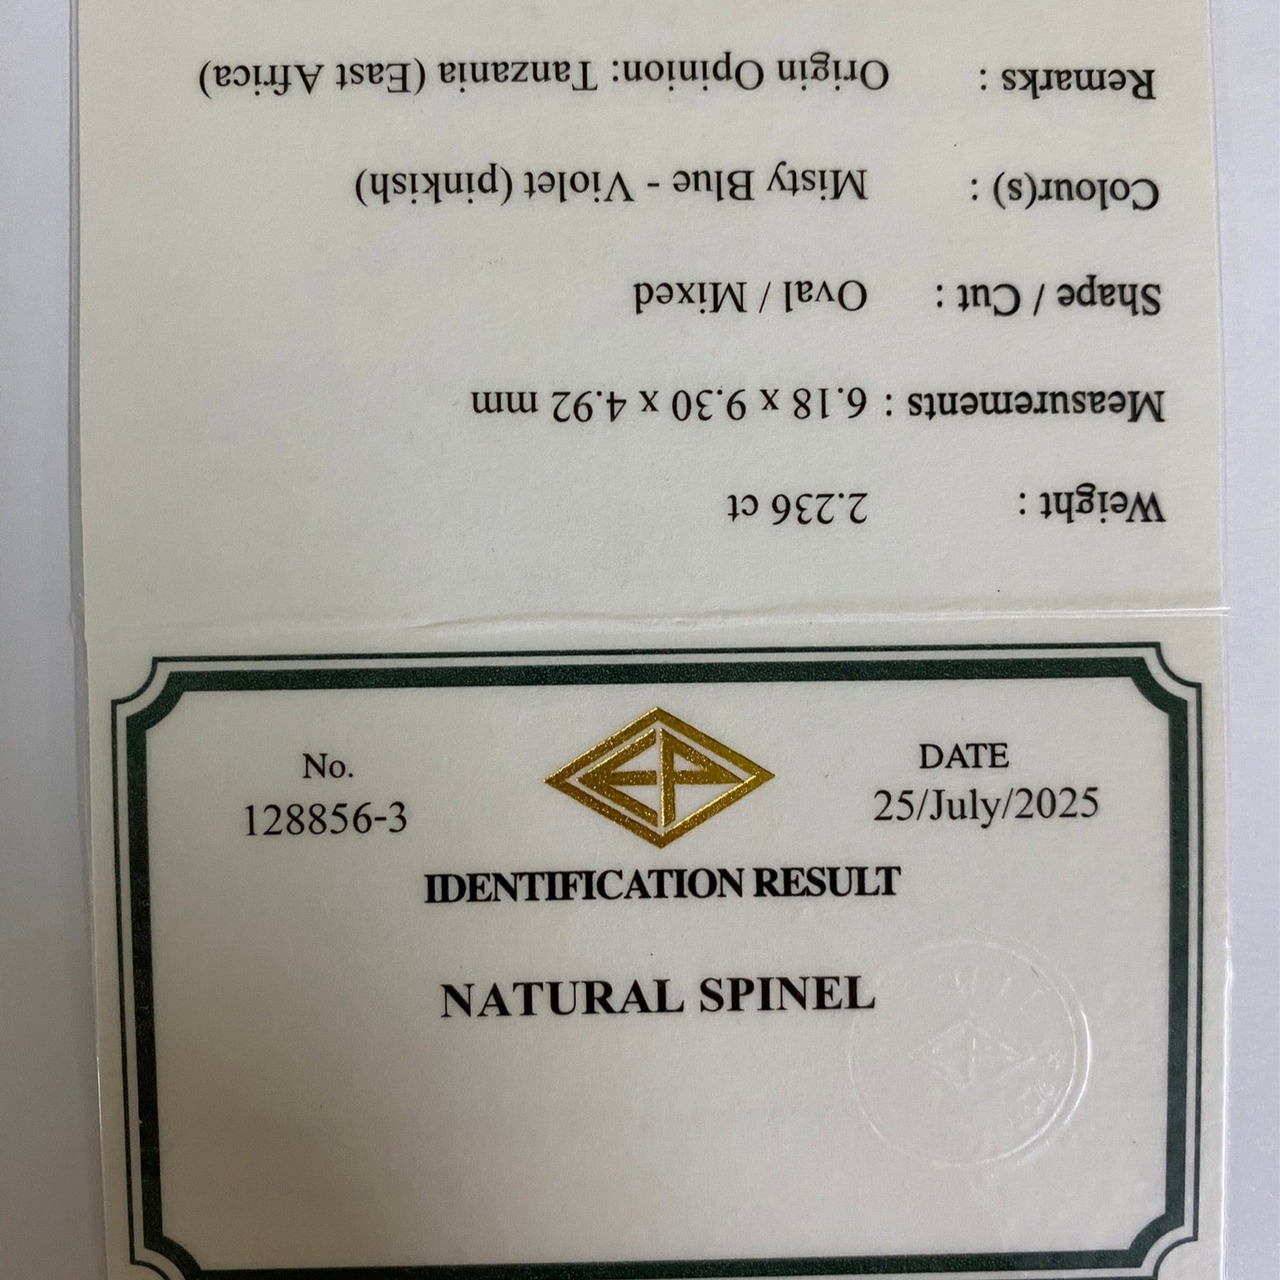 Weight : 2.236 ct
Measurements : 6.18 x 9.30 x 4.92 mm
Shape / Cut : Oval / Mixed
Colour(s) : Misty Blue - Violet (pinkish)
Remarks : Origin Opinion: Tanzania (East Africa)
No.
128856-3
DATE
25/July/2025
IDENTIFICATION RESULT
NATURAL SPINEL